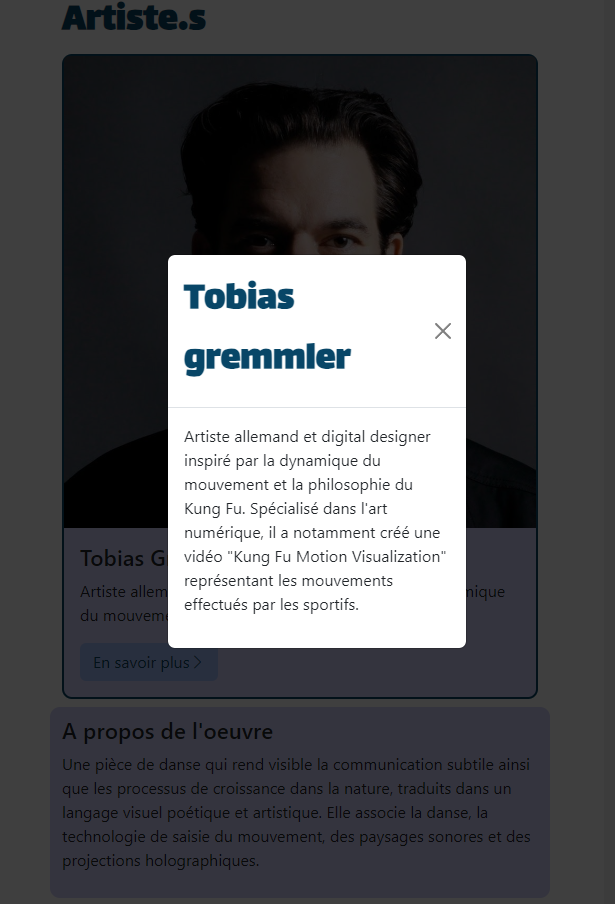 Artiste.s
Tobias
gremmler
Artiste allemand et digital designer
inspiré par la dynamique du
mouvement et la philosophie du
Kung Fu. Spécialisé dans l'art
numérique, il a notamment créé une
vidéo "Kung Fu Motion Visualization"
représentant les mouvements
effectués par les sportifs.
Tobias G
Artiste allem
du mouveme
En savoir plus
A propos de l'oeuvre
Une pièce de danse qui rend visible la communication subtile ainsi
que les processus de croissance dans la nature, traduits dans un
langage visuel poétique et artistique. Elle associe la danse, la
technologie de saisie du mouvement, des paysages sonores et des
projections holographiques.